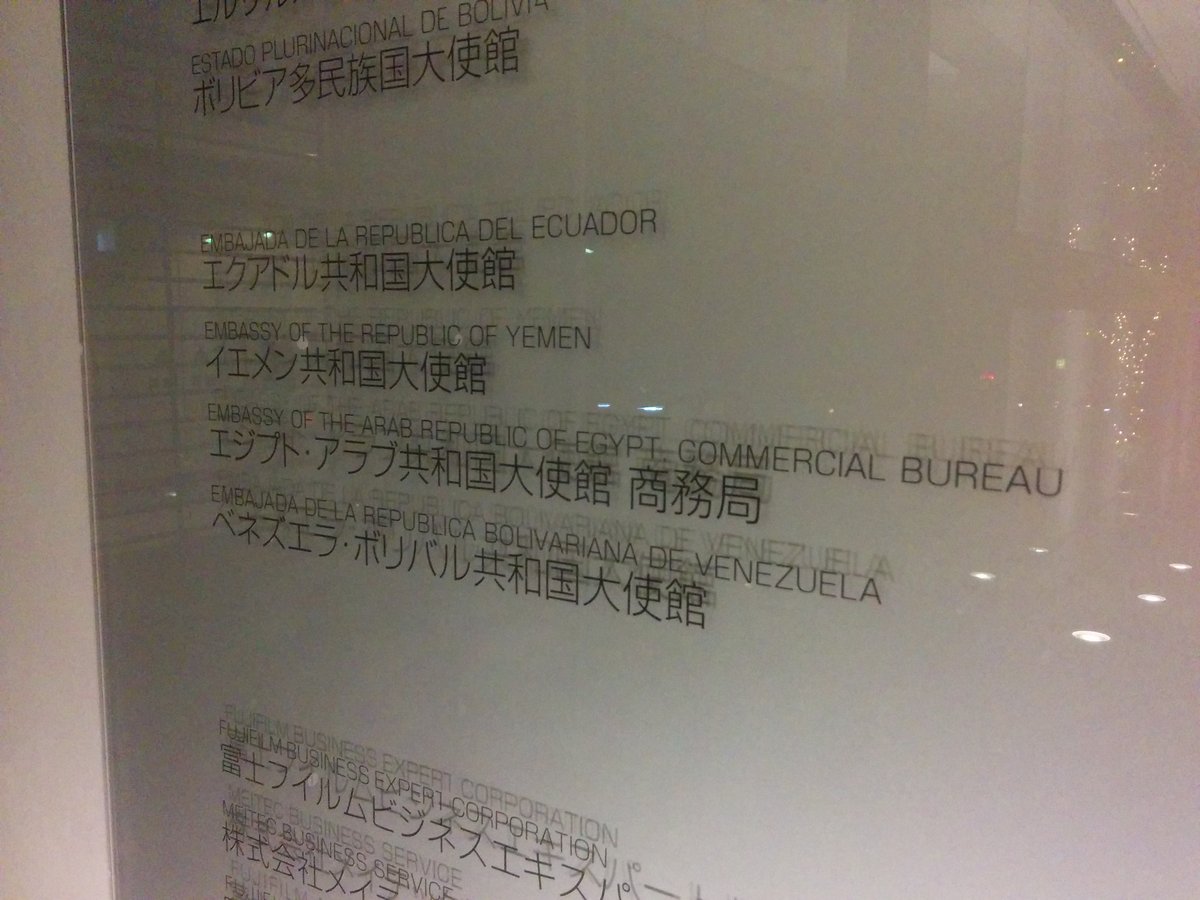 ESTADO PLURINACIONAL DE BOLIVIA
ボリビア多民族国大使館
EMBAJADA DE LA REPUBLICA DEL ECUADOR
エクアドル共和国大使館
EMBASSY OF THE REPUBLIC OF YEMEN
イエメン共和国大使館
EMBASSY OF THE ARAB REPUBLIC OF EGYPT, COMMERCIAL BUREAU
エジプト・アラブ共和国大使館 商務局
EMBAJADA DE LA REPUBLICA BOLIVARIANA DE VENEZUELA
ベネズエラ・ボリバル共和国大使館
FUJIFILM BUSINESS EXPERT CORPORATION
富士フイルムビジネスエキスパー
MEITEC BUSINESS SERVICE
株式会社メイテ